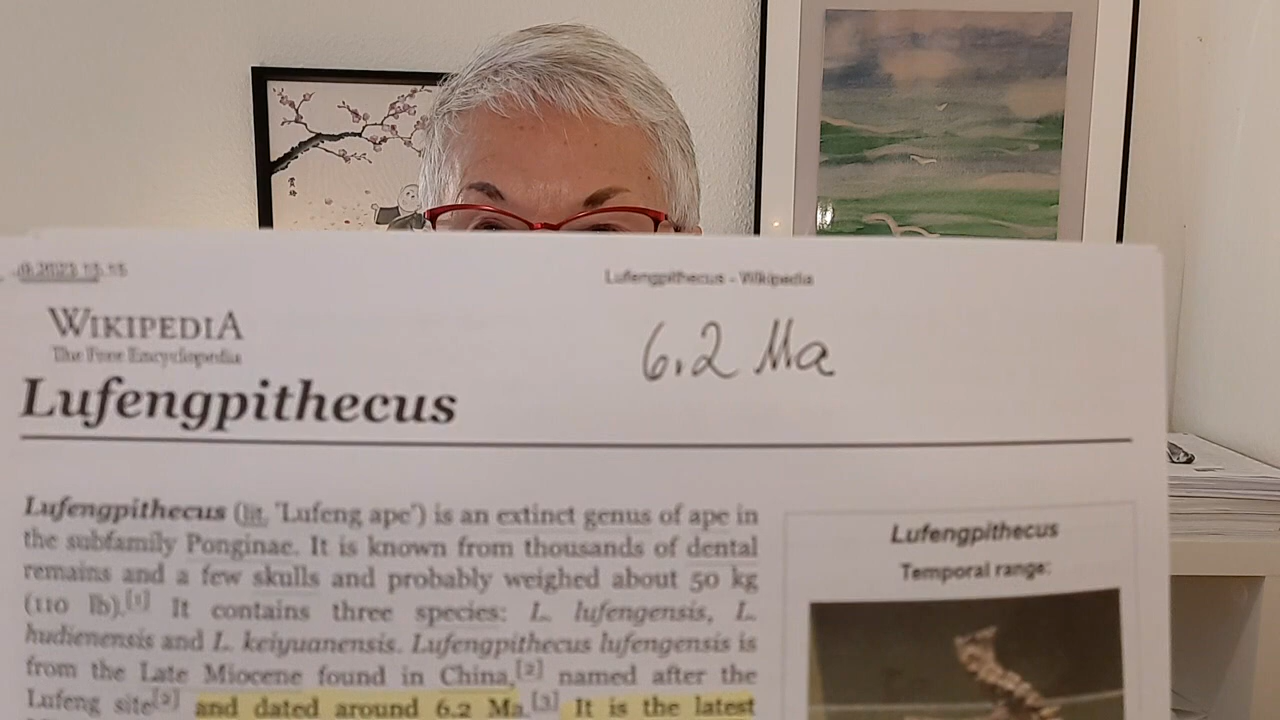 Lufengpithecus - Wikipedia
WIKIPEDIA
The Free Encyclopedia
6.2 Ma
Lufengpithecus
Lufengpithecus (lit. 'Lufeng ape') is an extinct genus of ape in
the subfamily Ponginae. It is known from thousands of dental
remains and a few skulls and probably weighed about 50 kg
(110 lb).[1] It contains three species: L. lufengensis, L.
hudienensis and L. keiyuanensis. Lufengpithecus lufengensis is
from the Late Miocene found in China,[2] named after the
Lufeng site[2] and dated around 6.2 Ma.[3] It is the latest
Lufengpithecus
Temporal range: